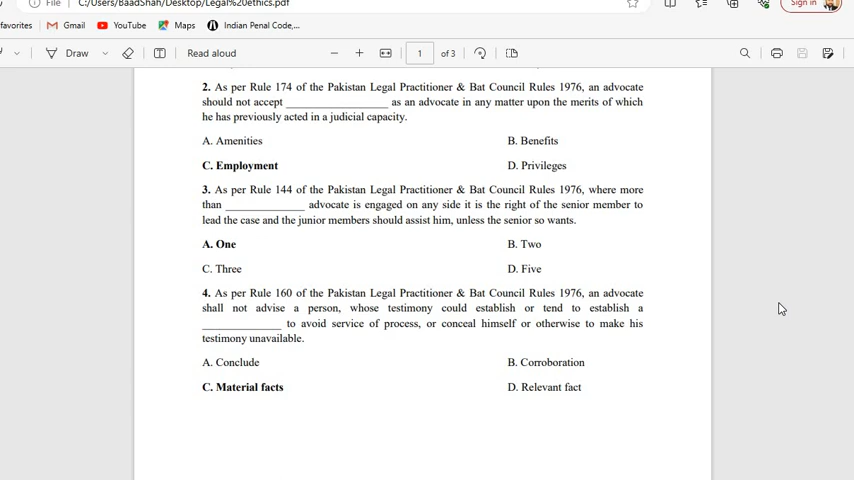 File C:/Users/BaadShah/Desktop/Legal%20ethics.pdf Sign in
favorites Gmail YouTube Maps Indian Penal Code,...
Draw Read aloud 1 of 3
2. As per Rule 174 of the Pakistan Legal Practitioner & Bat Council Rules 1976, an advocate
should not accept ___________________ as an advocate in any matter upon the merits of which
he has previously acted in a judicial capacity.
A. Amenities B. Benefits
C. Employment D. Privileges
3. As per Rule 144 of the Pakistan Legal Practitioner & Bat Council Rules 1976, where more
than _______________ advocate is engaged on any side it is the right of the senior member to
lead the case and the junior members should assist him, unless the senior so wants.
A. One B. Two
C. Three D. Five
4. As per Rule 160 of the Pakistan Legal Practitioner & Bat Council Rules 1976, an advocate
shall not advise a person, whose testimony could establish or tend to establish a
_______________ to avoid service of process, or conceal himself or otherwise to make his
testimony unavailable.
A. Conclude B. Corroboration
C. Material facts D. Relevant fact